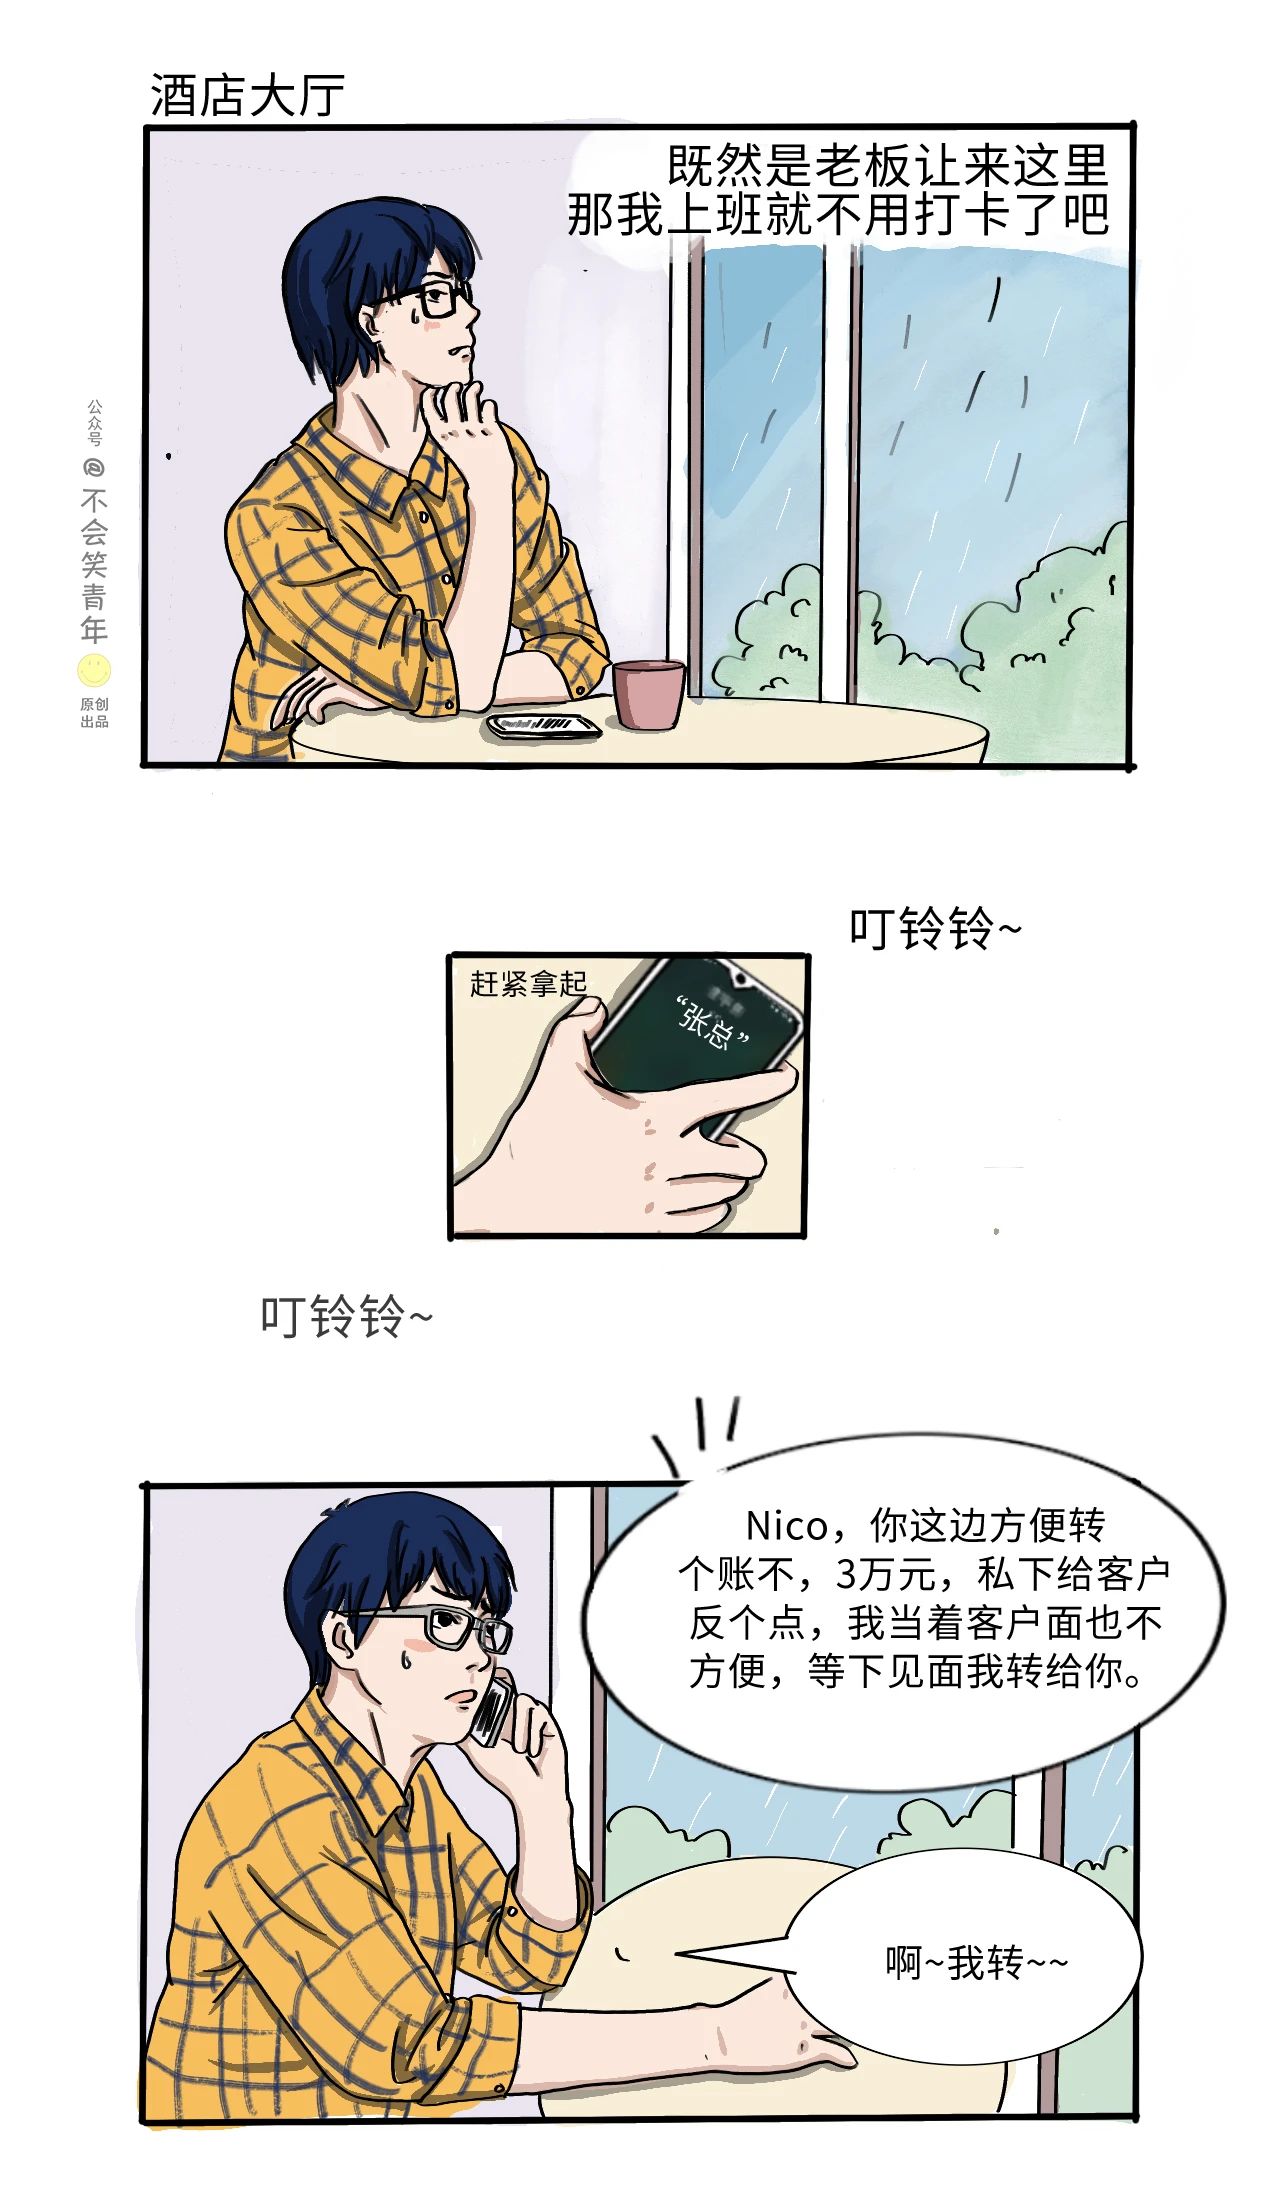 酒店大厅
既然是老板让来这里
那我上班就不用打卡了吧
公众号
@不会笑青年
原创
出品
叮铃铃~
赶紧拿起
“张总”
叮铃铃~
Nico，你这边方便转
个账不，3万元，私下给客户
反个点，我当着客户面也不
方便，等下见面我转给你。
啊~我转~~